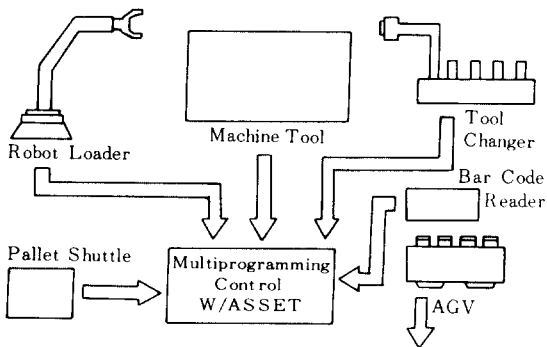 Robot Loader
Machine Tool
Tool
Changer
Bar Code
Reader
Pallet Shuttle
Multiprogramming
Control
W/ASSET
AGV